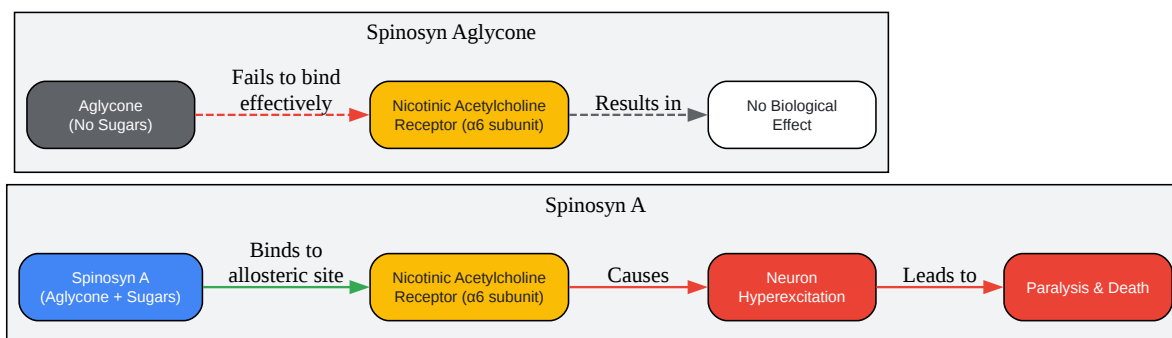 Spinosyn Aglycone
Aglycone
(No Sugars)
Fails to bind
effectively
Nicotinic Acetylcholine
Receptor (α6 subunit)
Results in
No Biological
Effect
Spinosyn A
Spinosyn A
(Aglycone + Sugars)
Binds to
allosteric site
Nicotinic Acetylcholine
Receptor (α6 subunit)
Causes
Neuron
Hyperexcitation
Leads to
Paralysis & Death